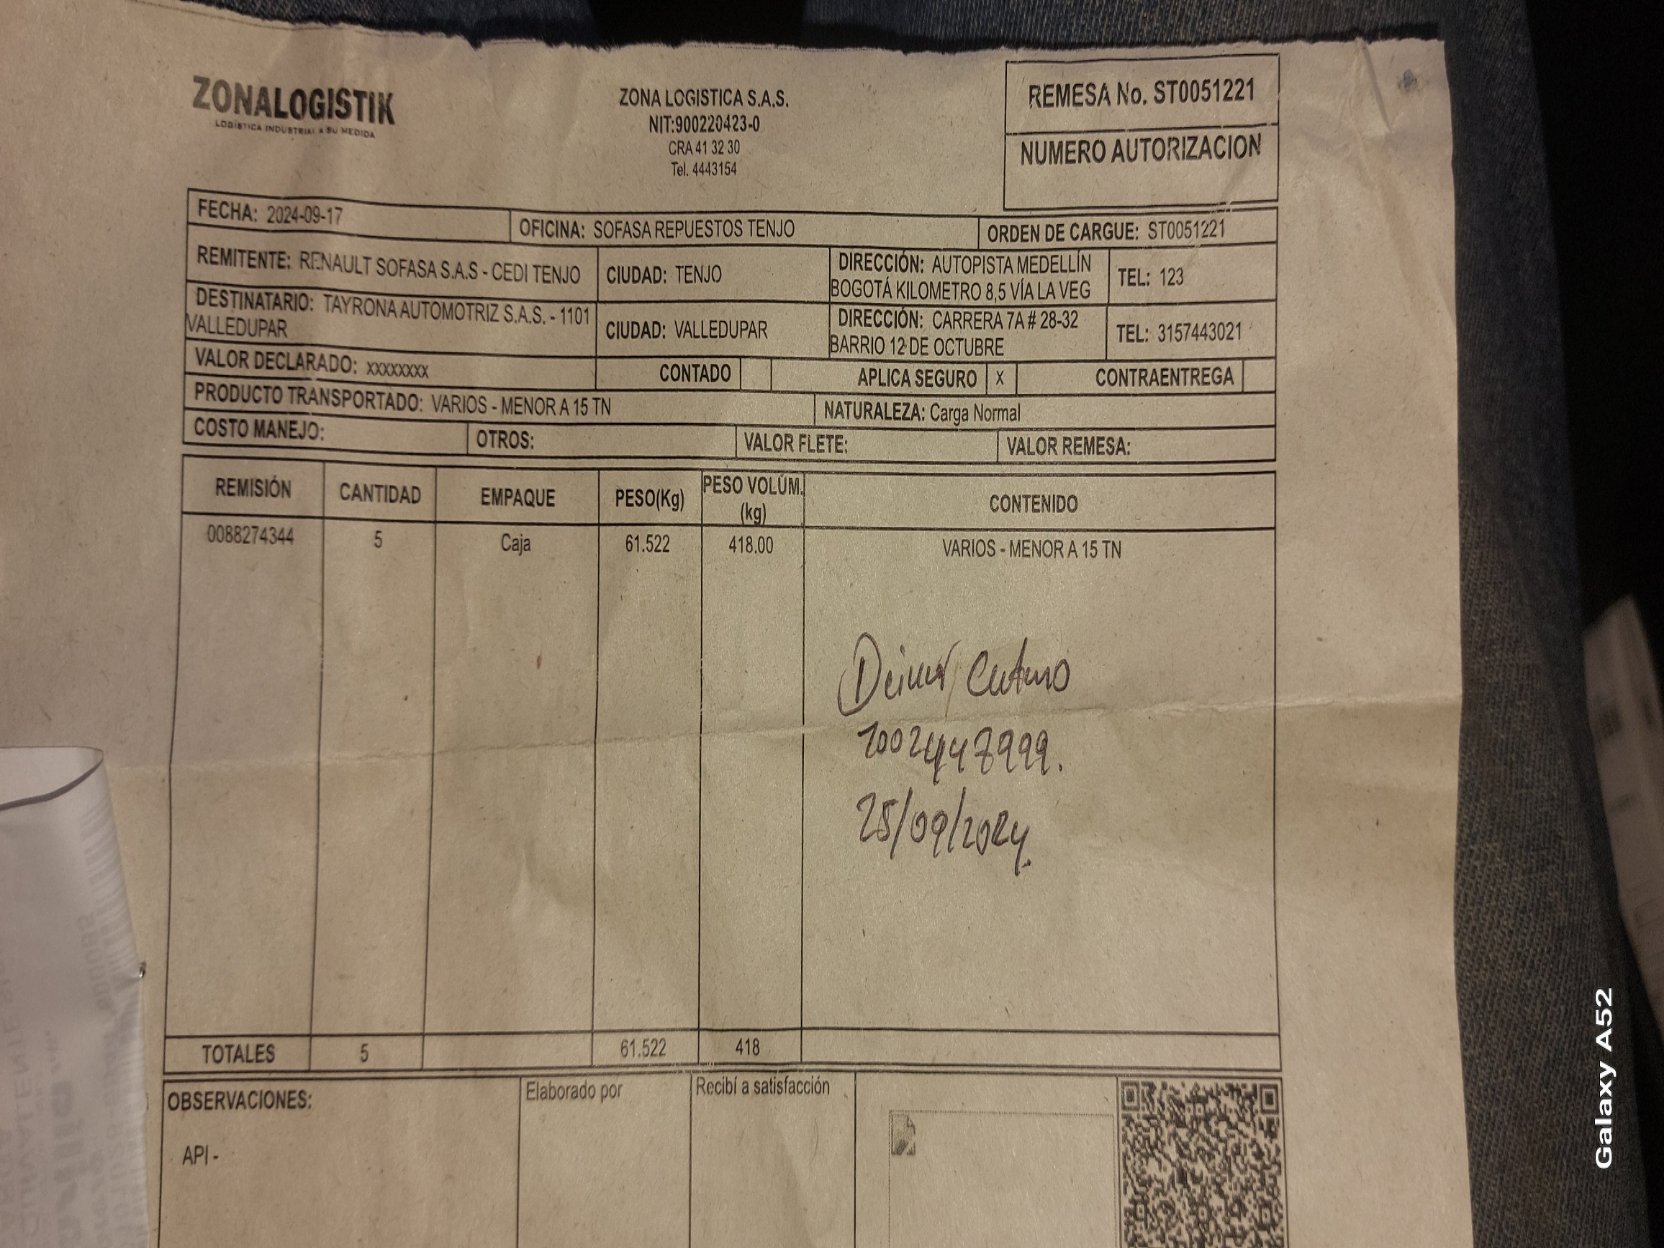 ZONALOGISTIK
LOGISTICA INDUSTRIAL A SU MEDIDA
ZONA LOGISTICA S.A.S.
NIT:900220423-0
CRA 41 32 30
Tel. 4443154
REMESA No. ST0051221
NUMERO AUTORIZACION
FECHA: 2024-09-17
OFICINA: SOFASA REPUESTOS TENJO
ORDEN DE CARGUE: ST0051221
REMITENTE: RENAULT SOFASA S.A.S - CEDI TENJO
CIUDAD: TENJO
DIRECCIÓN: AUTOPISTA MEDELLÍN
BOGOTÁ KILOMETRO 8,5 VÍA LA VEG
TEL: 123
DESTINATARIO: TAYRONA AUTOMOTRIZ S.A.S. - 1101
VALLEDUPAR
CIUDAD: VALLEDUPAR
DIRECCIÓN: CARRERA 7A # 28-32
BARRIO 12 DE OCTUBRE
TEL: 3157443021
VALOR DECLARADO: xxxxxxxx
CONTADO
APLICA SEGURO X
CONTRAENTREGA
PRODUCTO TRANSPORTADO: VARIOS - MENOR A 15 TN
NATURALEZA: Carga Normal
COSTO MANEJO:
OTROS:
VALOR FLETE:
VALOR REMESA:
REMISIÓN CANTIDAD EMPAQUE PESO(Kg) PESO VOLÚM. (kg) CONTENIDO
0088274344 5 Caja 61.522 418.00 VARIOS - MENOR A 15 TN
1002448999.
25/09/2024.
TOTALES 5 61.522 418
OBSERVACIONES:
Elaborado por
Recibí a satisfacción
API -
Galaxy A52